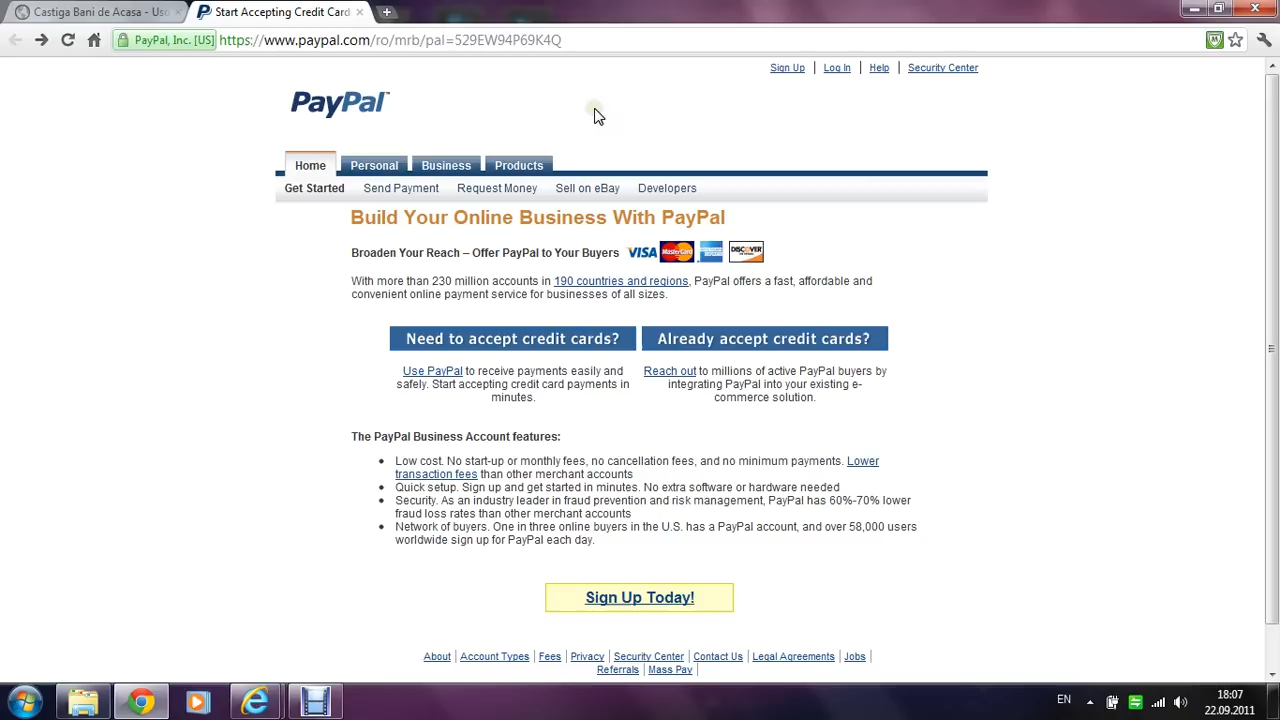 Castiga Bani de Acasa - Usc
Start Accepting Credit Card
PayPal, Inc. [US]
https://www.paypal.com/ro/mrb/pal=529EW94P69K4Q
Sign Up | Log In | Help | Security Center
PayPal™
Home Personal Business Products
Get Started Send Payment Request Money Sell on eBay Developers
Build Your Online Business With PayPal
Broaden Your Reach – Offer PayPal to Your Buyers VISA MasterCard DISCOVER
With more than 230 million accounts in 190 countries and regions, PayPal offers a fast, affordable and
convenient online payment service for businesses of all sizes.
Need to accept credit cards?
Use PayPal to receive payments easily and
safely. Start accepting credit card payments in
minutes.
Already accept credit cards?
Reach out to millions of active PayPal buyers by
integrating PayPal into your existing e-
commerce solution.
The PayPal Business Account features:
• Low cost. No start-up or monthly fees, no cancellation fees, and no minimum payments. Lower
transaction fees than other merchant accounts
• Quick setup. Sign up and get started in minutes. No extra software or hardware needed
• Security. As an industry leader in fraud prevention and risk management, PayPal has 60%-70% lower
fraud loss rates than other merchant accounts
• Network of buyers. One in three online buyers in the U.S. has a PayPal account, and over 58,000 users
worldwide sign up for PayPal each day.
Sign Up Today!
About | Account Types | Fees | Privacy | Security Center | Contact Us | Legal Agreements | Jobs |
Referrals | Mass Pay |
EN
18:07
22.09.2011